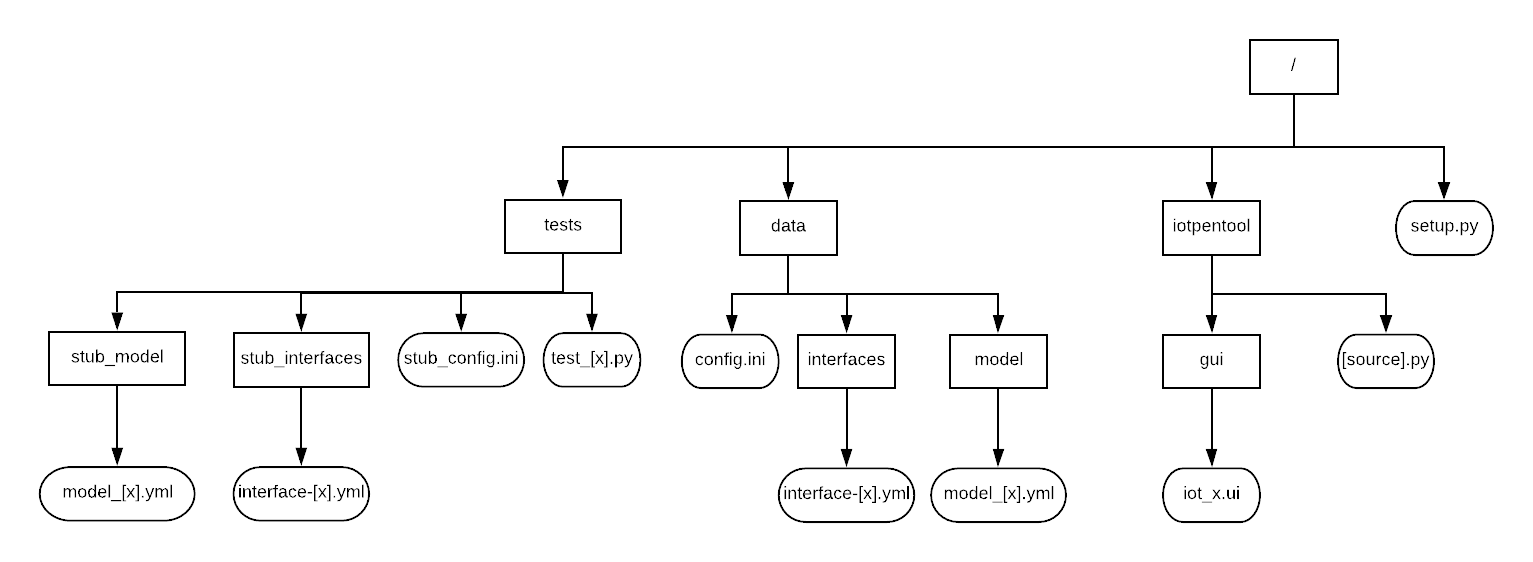 /
tests
data
iotpentool
setup.py
stub_model
stub_interfaces
stub_config.ini
test_[x].py
config.ini
interfaces
model
gui
[source].py
model_[x].yml
interface-[x].yml
interface-[x].yml
model_[x].yml
iot_x.ui